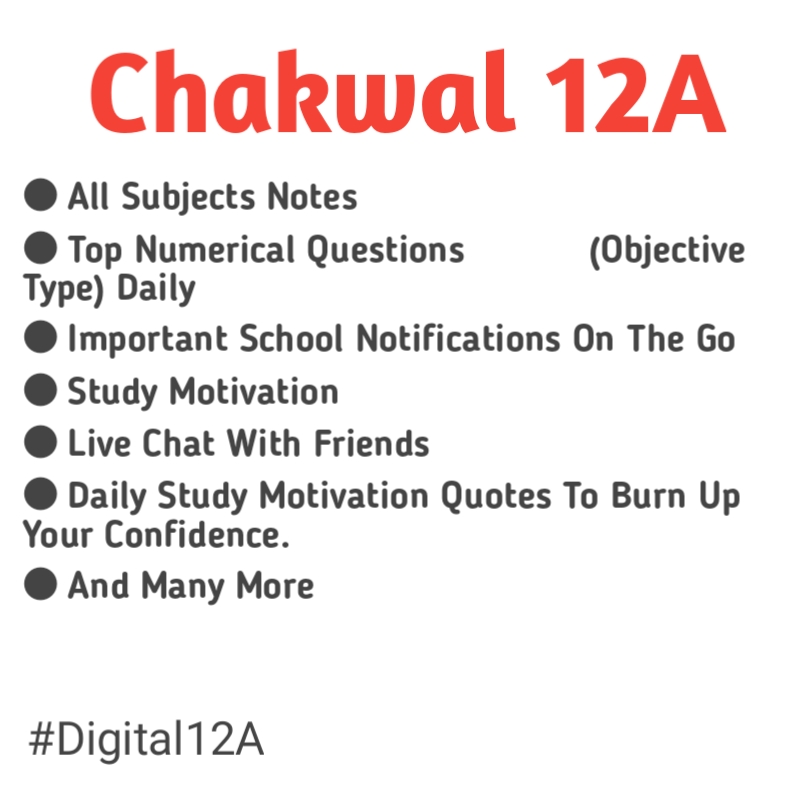 Chakwal 12A
● All Subjects Notes
● Top Numerical Questions (Objective
Type) Daily
● Important School Notifications On The Go
● Study Motivation
● Live Chat With Friends
● Daily Study Motivation Quotes To Burn Up
Your Confidence.
● And Many More
#Digital12A